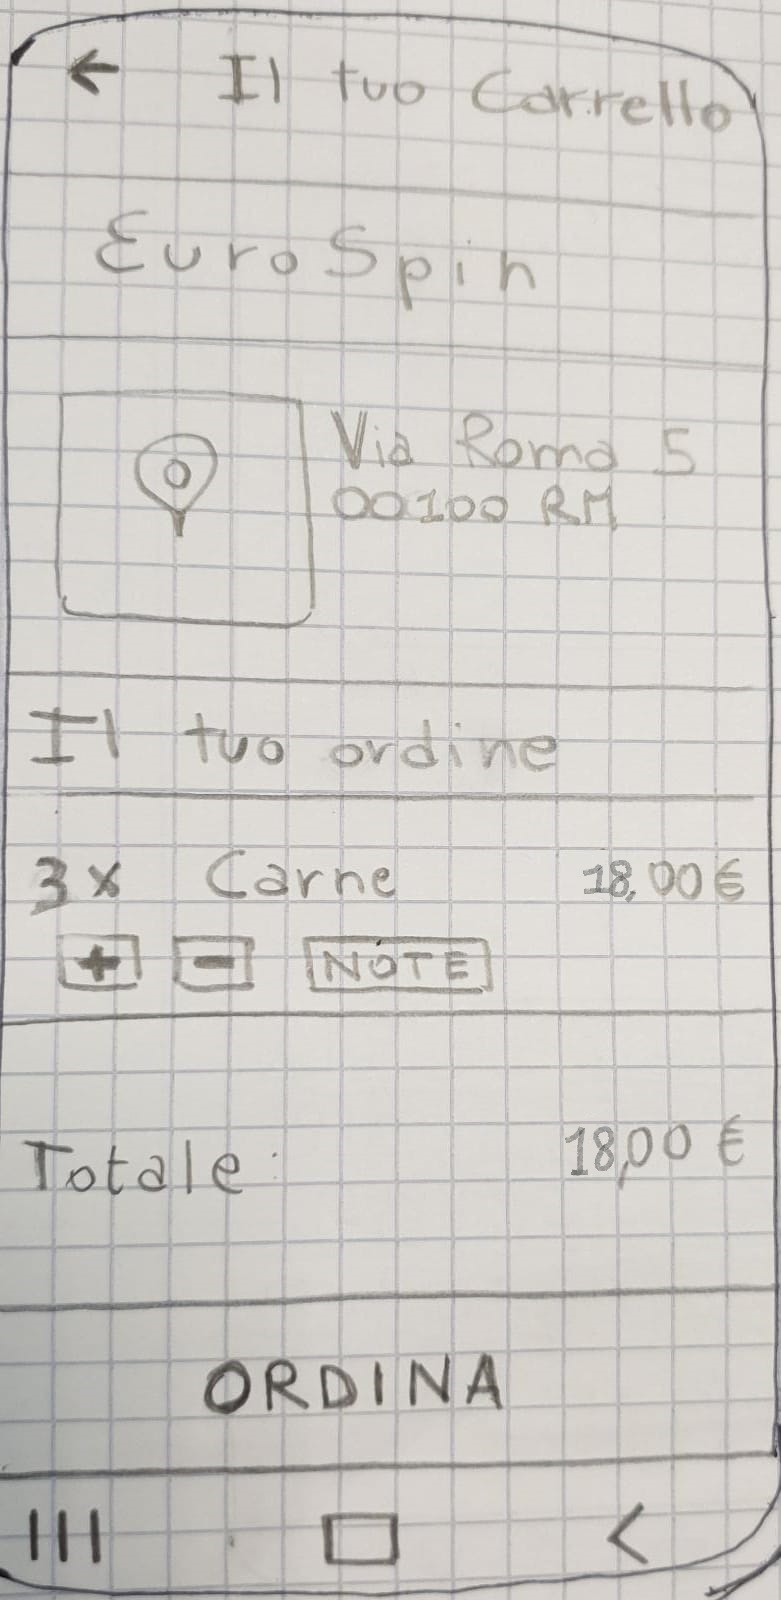 ← Il tuo Carrello
EuroSpin
Via Roma 5
00100 RM
Il tuo ordine
3x Carne 18,00€
+ - NOTE
Totale: 18,00 €
ORDINA